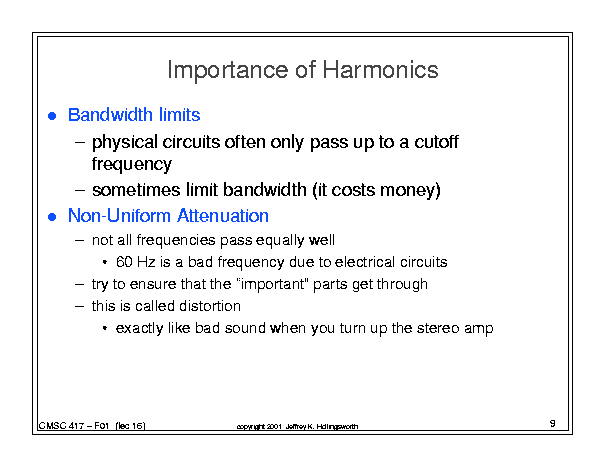 Importance of Harmonics
● Bandwidth limits
– physical circuits often only pass up to a cutoff
frequency
– sometimes limit bandwidth (it costs money)
● Non-Uniform Attenuation
– not all frequencies pass equally well
• 60 Hz is a bad frequency due to electrical circuits
– try to ensure that the “important” parts get through
– this is called distortion
• exactly like bad sound when you turn up the stereo amp
CMSC 417 – F01 (lec 16)
copyright 2001 Jeffrey K. Hollingsworth
9